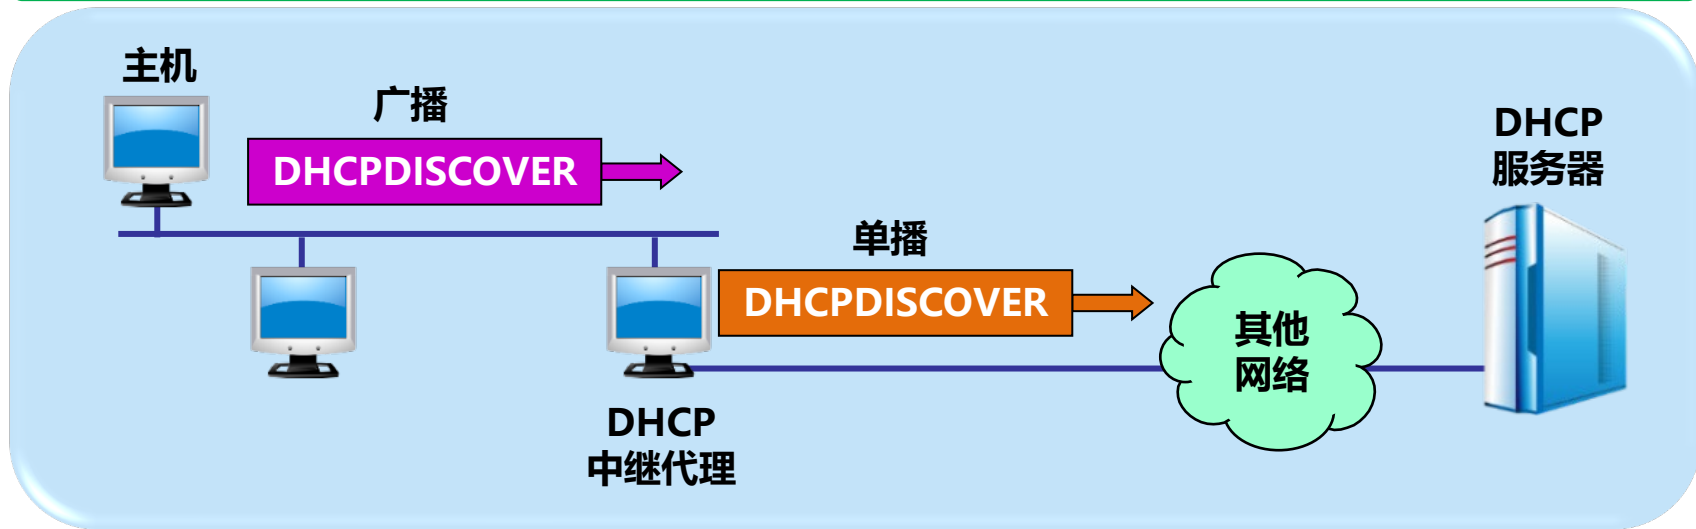 主机
广播
DHCPDISCOVER
DHCP
服务器
单播
DHCPDISCOVER
其他
网络
DHCP
中继代理